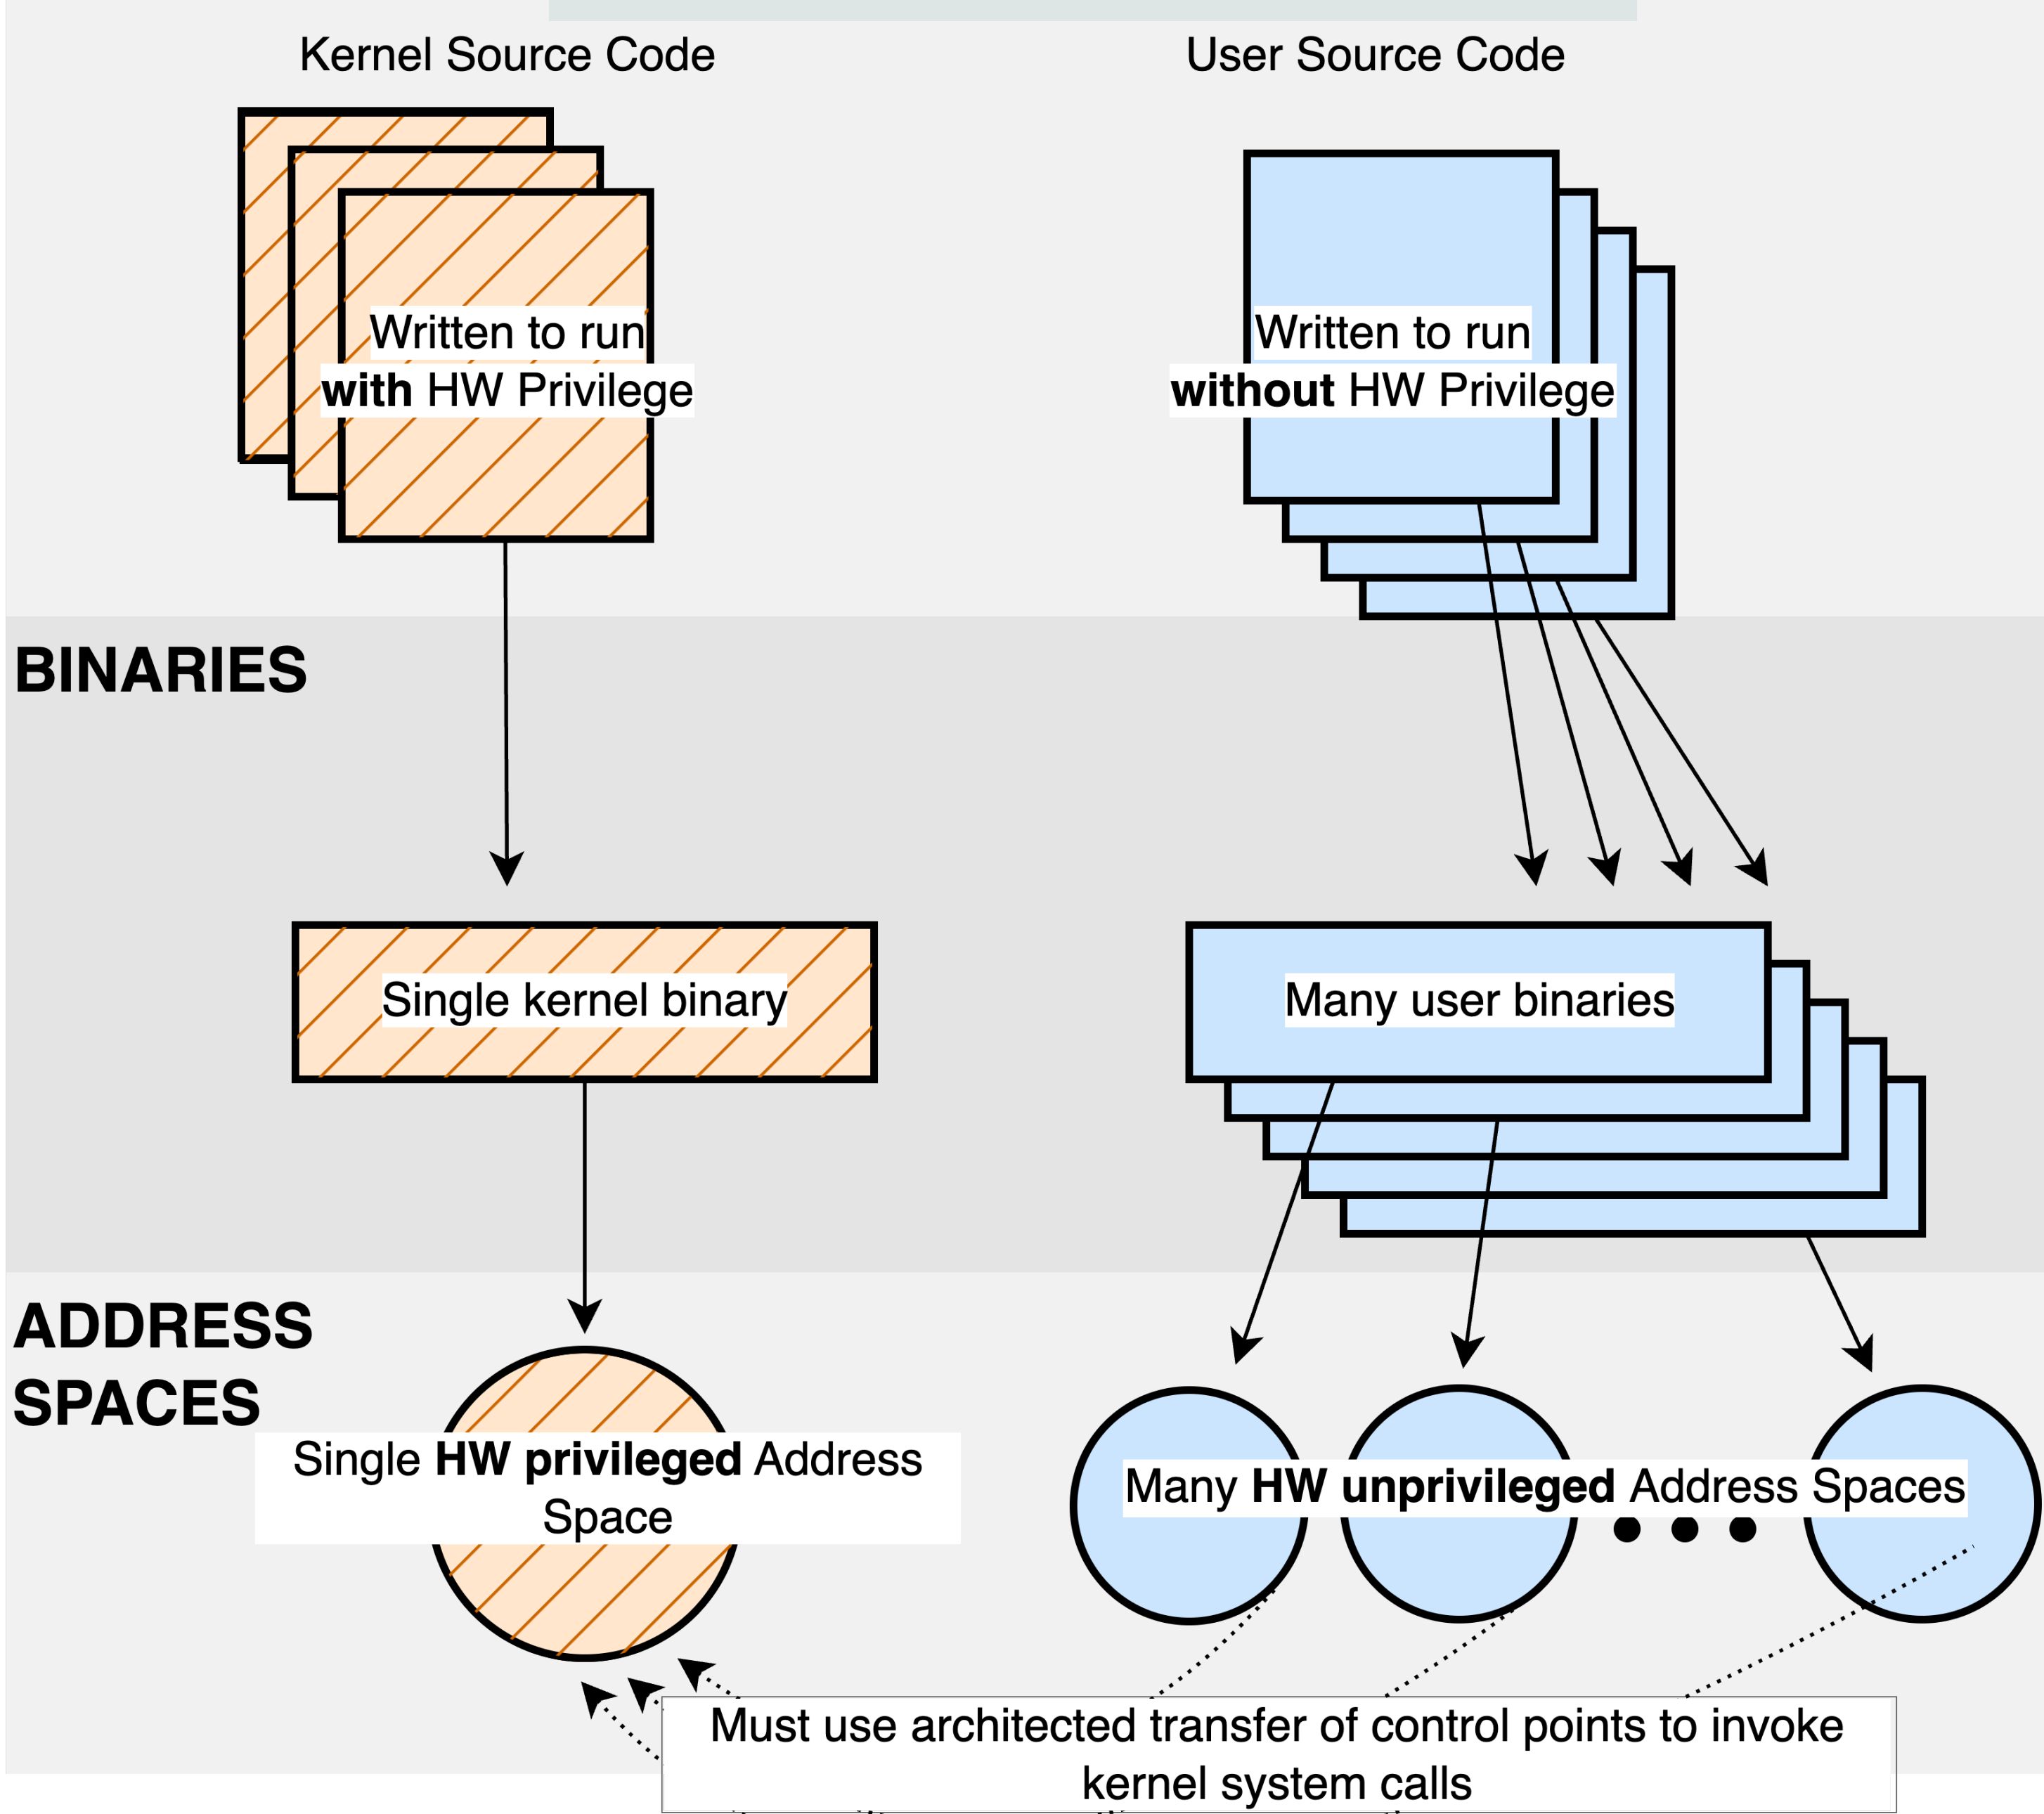 Kernel Source Code
User Source Code
Written to run
with HW Privilege
Written to run
without HW Privilege
BINARIES
Single kernel binary
Many user binaries
ADDRESS
SPACES
Single HW privileged Address
Space
Many HW unprivileged Address Spaces
Must use architected transfer of control points to invoke
kernel system calls